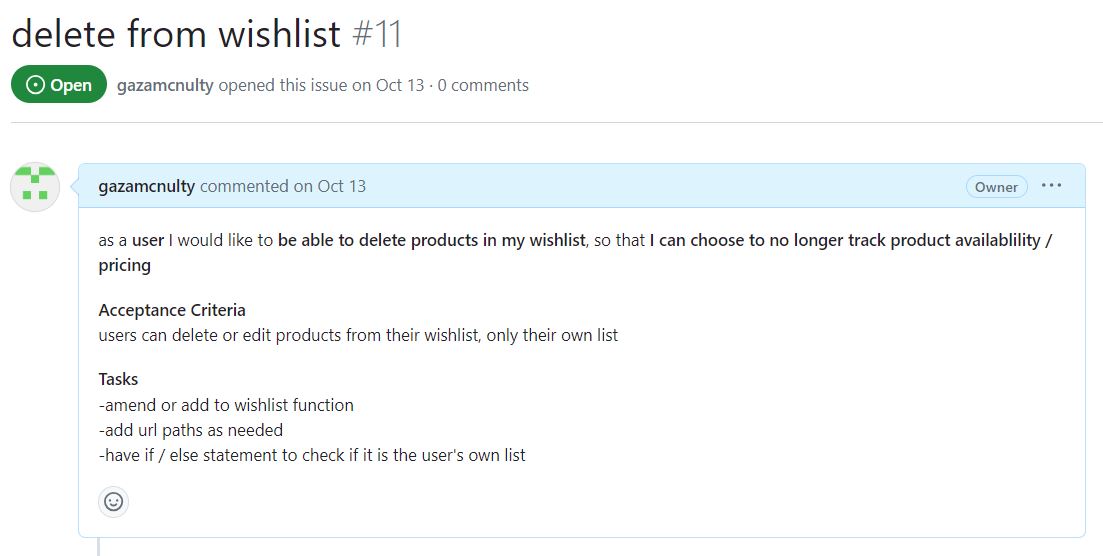 delete from wishlist #11
Open gazamcnulty opened this issue on Oct 13 · 0 comments
gazamcnulty commented on Oct 13 Owner ...
as a user I would like to be able to delete products in my wishlist, so that I can choose to no longer track product availablility /
pricing
Acceptance Criteria
users can delete or edit products from their wishlist, only their own list
Tasks
-amend or add to wishlist function
-add url paths as needed
-have if / else statement to check if it is the user's own list